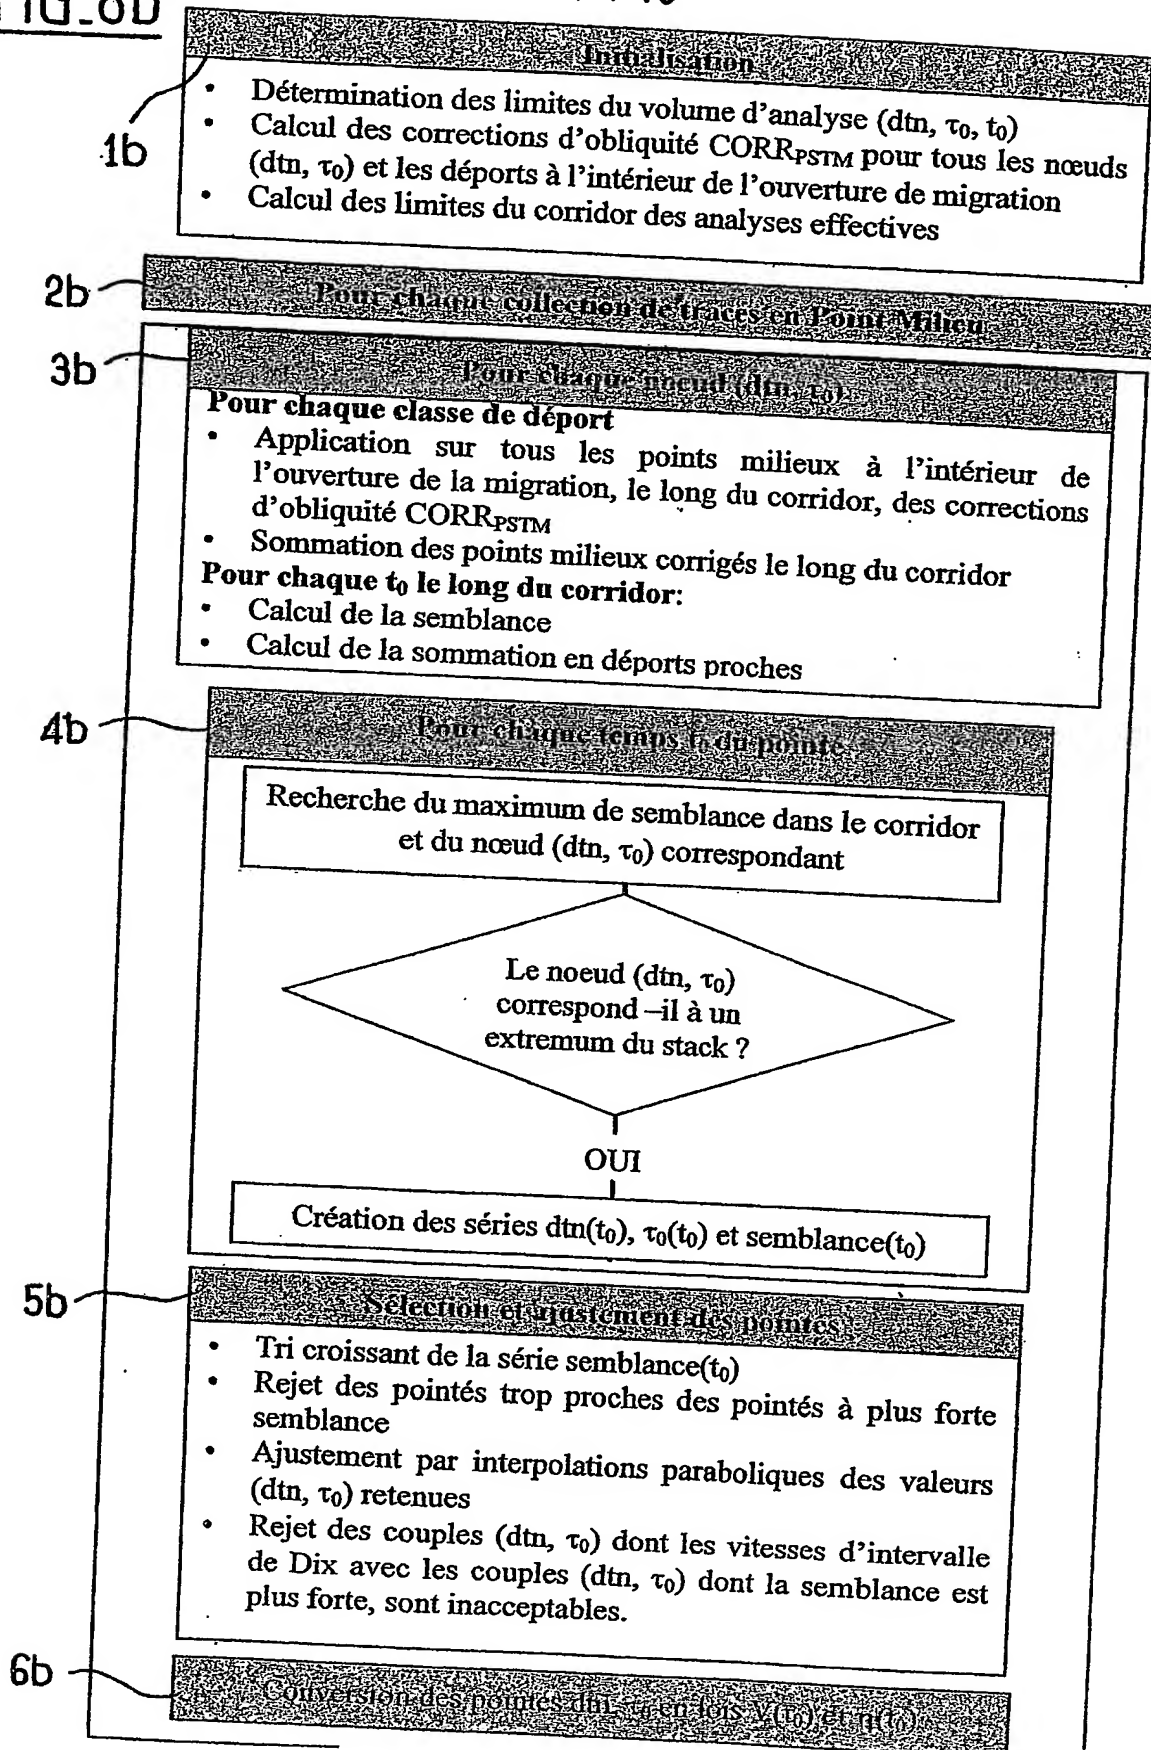 Initialisation
1b
• Détermination des limites du volume d'analyse (dtn, τ₀, t₀)
• Calcul des corrections d'obliquité CORR_PSTM pour tous les nœuds
(dtn, τ₀) et les déports à l'intérieur de l'ouverture de migration
• Calcul des limites du corridor des analyses effectives
2b
Pour chaque collection de traces en Point Milieu
3b
Pour chaque noeud (dtn, τ₀)
Pour chaque classe de déport
• Application sur tous les points milieux à l'intérieur de
l'ouverture de la migration, le long du corridor, des corrections
d'obliquité CORR_PSTM
• Sommation des points milieux corrigés le long du corridor
Pour chaque t₀ le long du corridor:
• Calcul de la semblance
• Calcul de la sommation en déports proches
4b
Pour chaque temps t₀ du pointé
Recherche du maximum de semblance dans le corridor
et du nœud (dtn, τ₀) correspondant
Le noeud (dtn, τ₀)
correspond –il à un
extremum du stack ?
OUI
Création des séries dtn(t₀), τ₀(t₀) et semblance(t₀)
5b
Sélection et ajustement des pointés
• Tri croissant de la série semblance(t₀)
• Rejet des pointés trop proches des pointés à plus forte
semblance
• Ajustement par interpolations paraboliques des valeurs
(dtn, τ₀) retenues
• Rejet des couples (dtn, τ₀) dont les vitesses d'intervalle
de Dix avec les couples (dtn, τ₀) dont la semblance est
plus forte, sont inacceptables.
6b
Conversion des pointés dtn, τ₀ en lois V(t₀) et η(t₀)